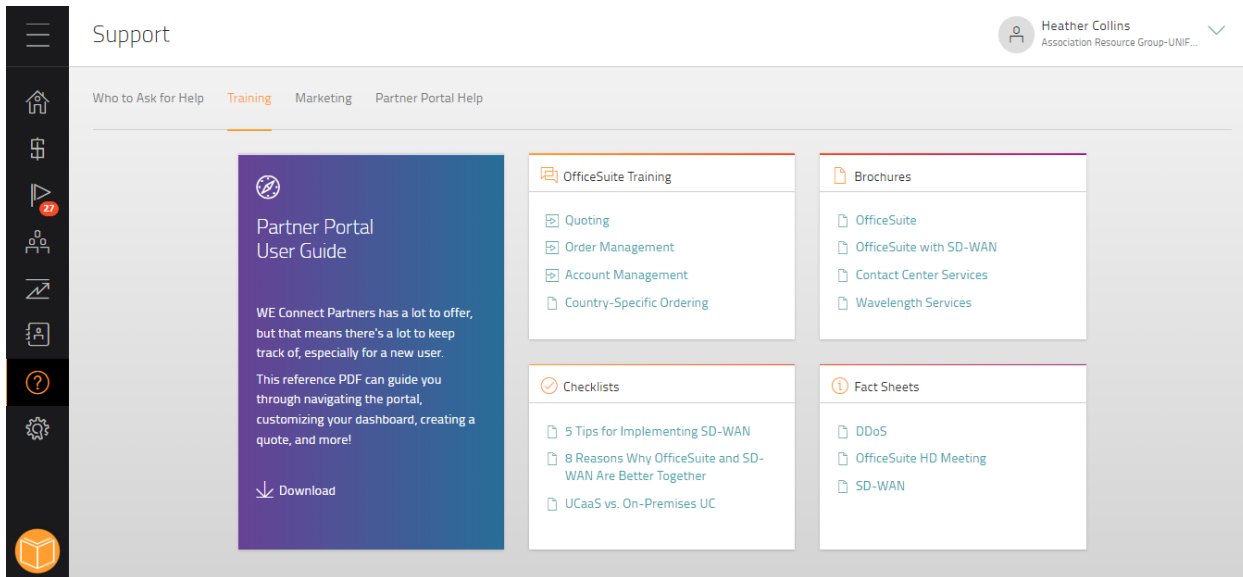 Support
Heather Collins
Association Resource Group-UNIF...
Who to Ask for Help
Training
Marketing
Partner Portal Help
27
Partner Portal
User Guide
WE Connect Partners has a lot to offer,
but that means there's a lot to keep
track of, especially for a new user.
This reference PDF can guide you
through navigating the portal,
customizing your dashboard, creating a
quote, and more!
Download
OfficeSuite Training
Quoting
Order Management
Account Management
Country-Specific Ordering
Brochures
OfficeSuite
OfficeSuite with SD-WAN
Contact Center Services
Wavelength Services
Checklists
5 Tips for Implementing SD-WAN
8 Reasons Why OfficeSuite and SD-
WAN Are Better Together
UCaaS vs. On-Premises UC
Fact Sheets
DDoS
OfficeSuite HD Meeting
SD-WAN